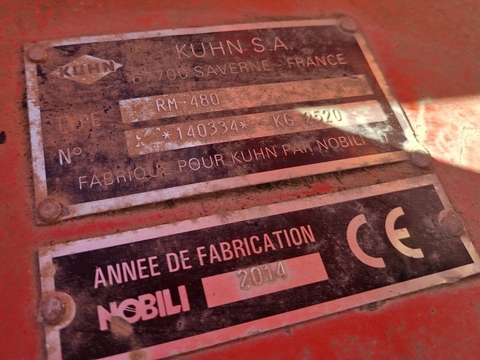 KUHN S.A.
KUHN
67700 SAVERNE - FRANCE
TYPE RM-480
N° *140334* KG 2520
FABRIQUÉ POUR KUHN PAR NOBILI
ANNEE DE FABRICATION
NOBILI 2014
CE